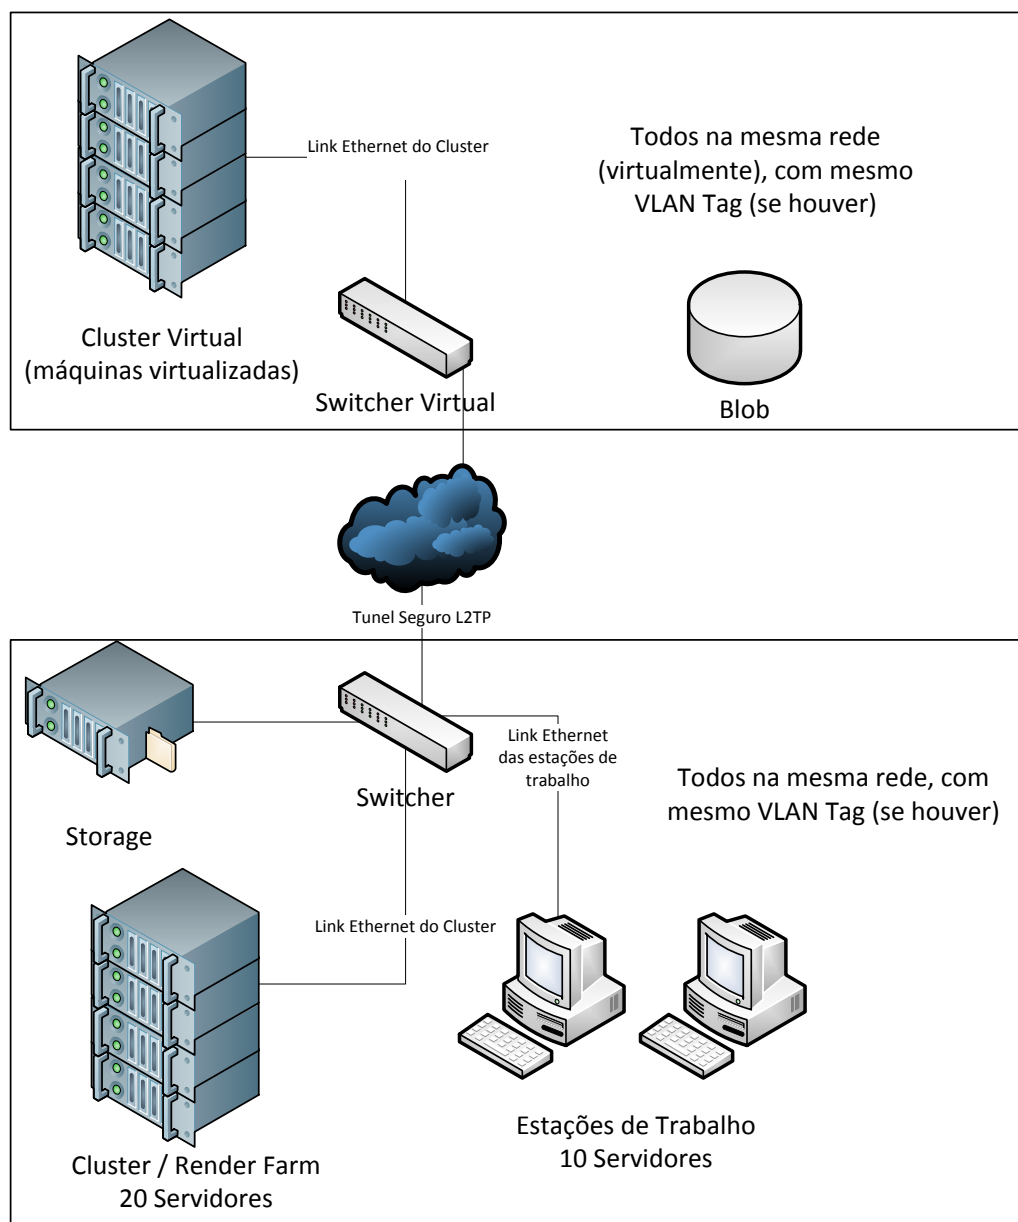 Link Ethernet do Cluster
Todos na mesma rede
(virtualmente), com mesmo
VLAN Tag (se houver)
Cluster Virtual
(máquinas virtualizadas)
Switcher Virtual
Blob
Tunel Seguro L2TP
Link Ethernet
das estações de
trabalho
Switcher
Todos na mesma rede, com
mesmo VLAN Tag (se houver)
Storage
Link Ethernet do Cluster
Estações de Trabalho
10 Servidores
Cluster / Render Farm
20 Servidores